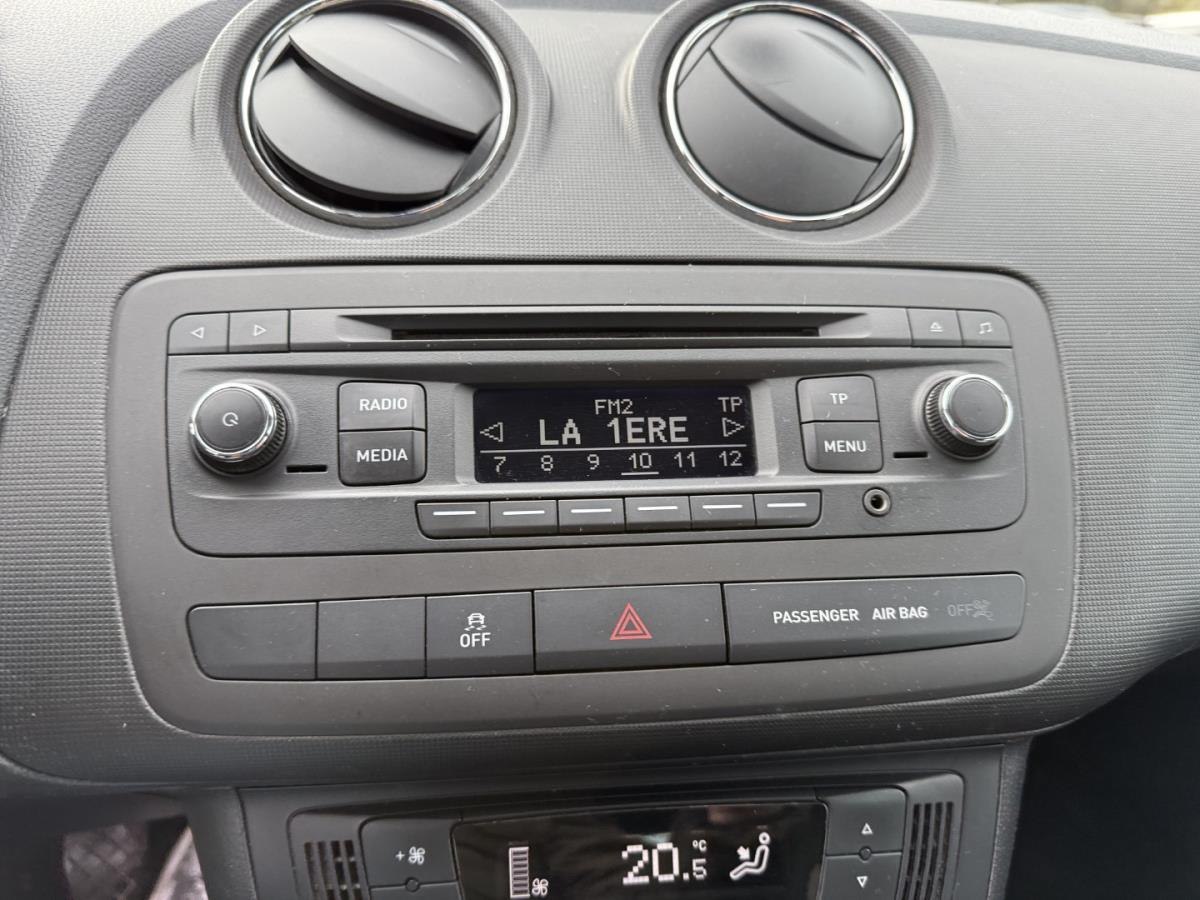 FM2 TP
LA 1ERE
7 8 9 10 11 12
RADIO
MEDIA
TP
MENU
OFF
PASSENGER AIR BAG OFF
+
20.5 °C